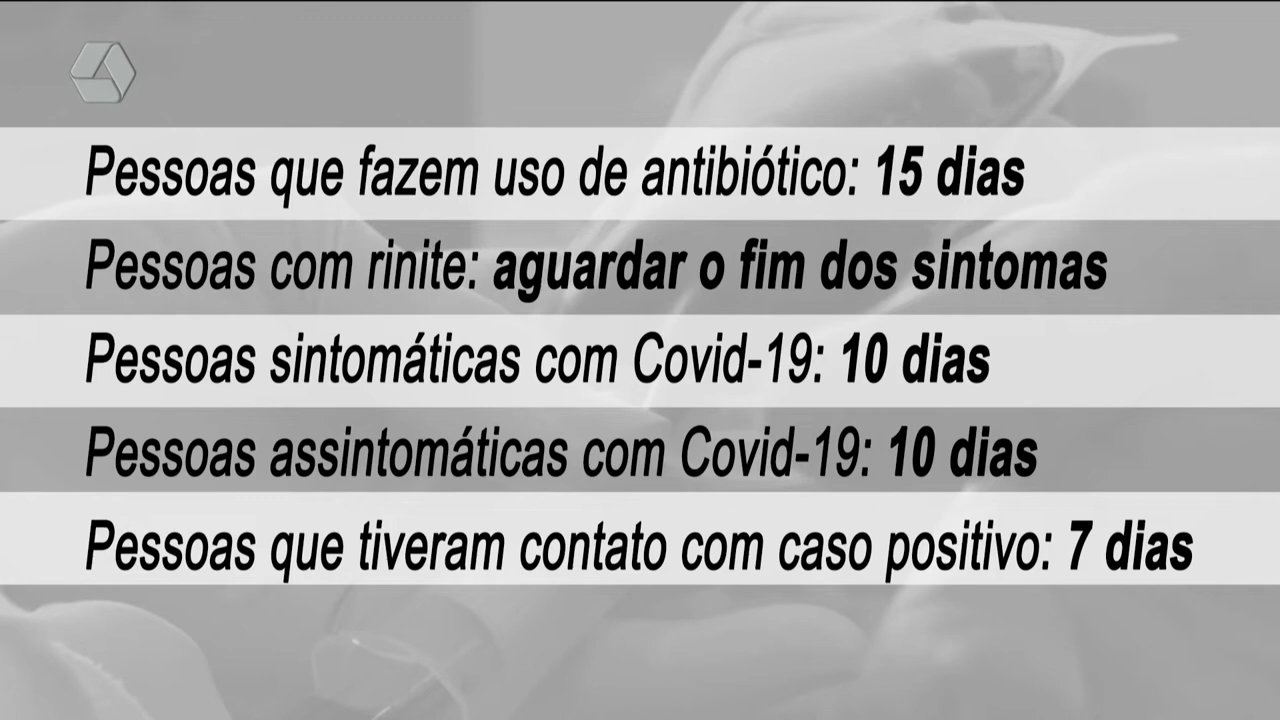 Pessoas que fazem uso de antibiótico: 15 dias
Pessoas com rinite: aguardar o fim dos sintomas
Pessoas sintomáticas com Covid-19: 10 dias
Pessoas assintomáticas com Covid-19: 10 dias
Pessoas que tiveram contato com caso positivo: 7 dias